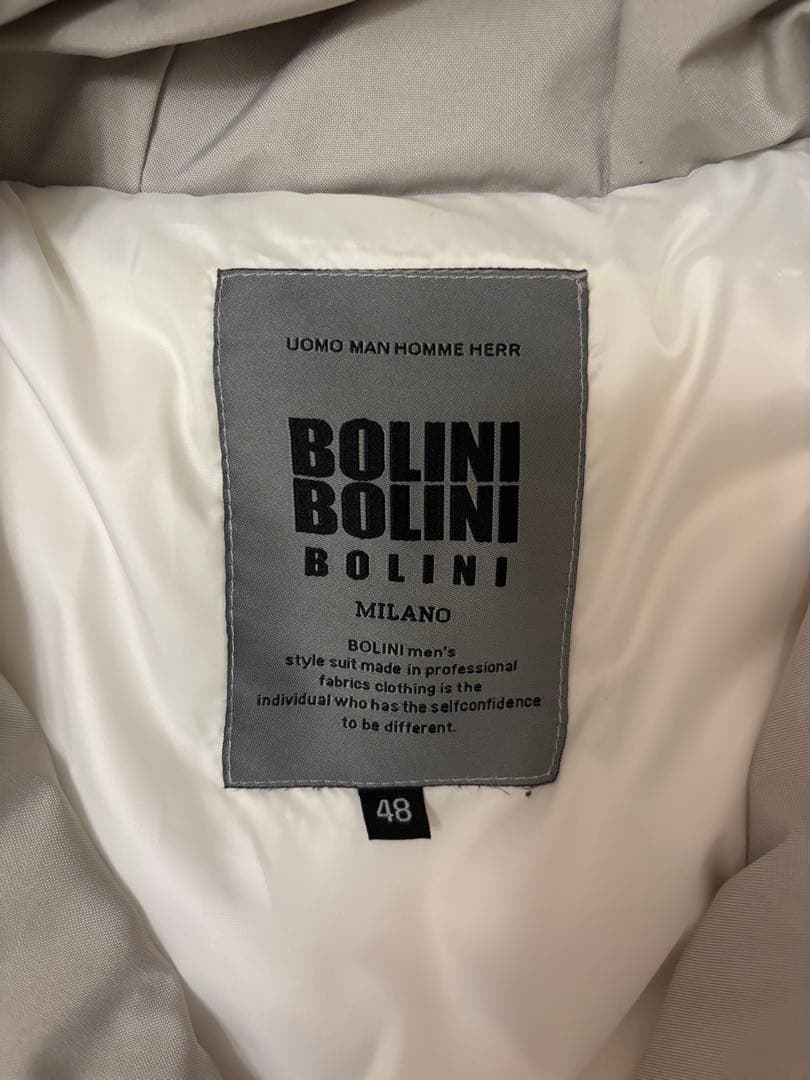 UOMO MAN HOMME HERR
BOLINI
BOLINI
BOLINI
MILANO
BOLINI men's
style suit made in professional
fabrics clothing is the
individual who has the selfconfidence
to be different.
48